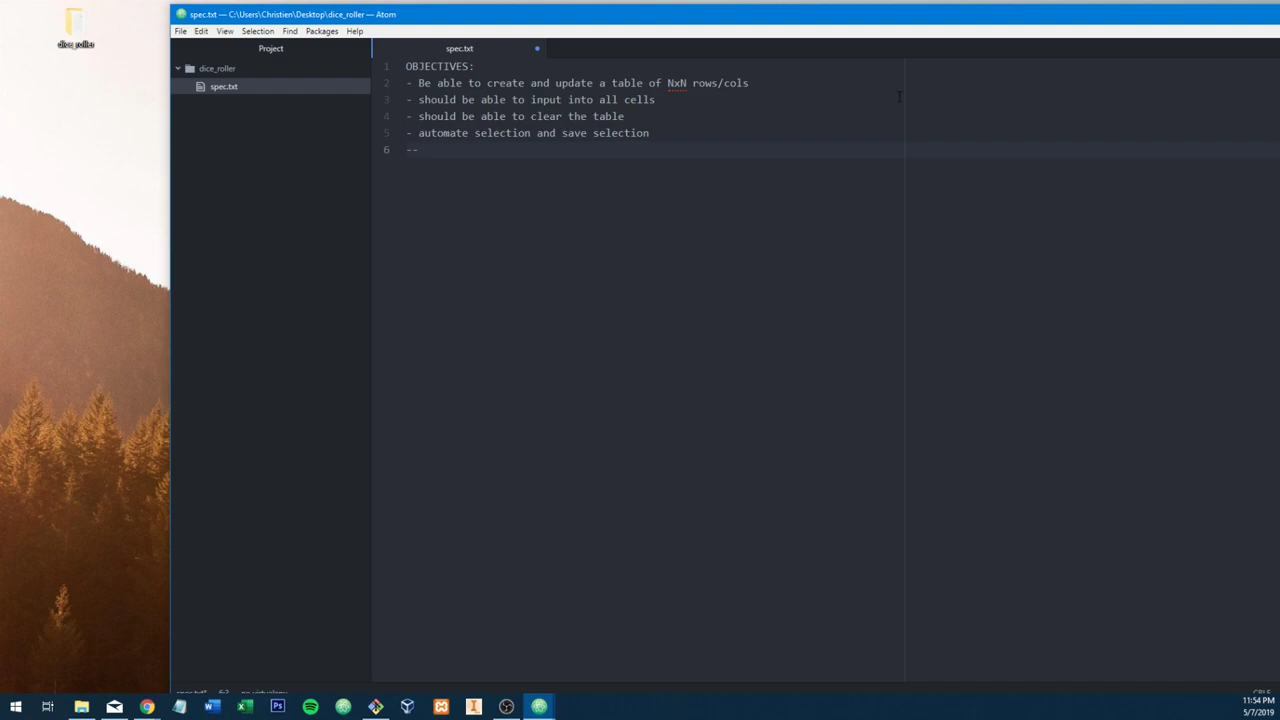 dice_roller
spec.txt — C:\Users\Christien\Desktop\dice_roller — Atom
File Edit View Selection Find Packages Help
Project
spec.txt
dice_roller
spec.txt
1 OBJECTIVES:
2 - Be able to create and update a table of NxN rows/cols
3 - should be able to input into all cells
4 - should be able to clear the table
5 - automate selection and save selection
6 --
11:54 PM
5/7/2019